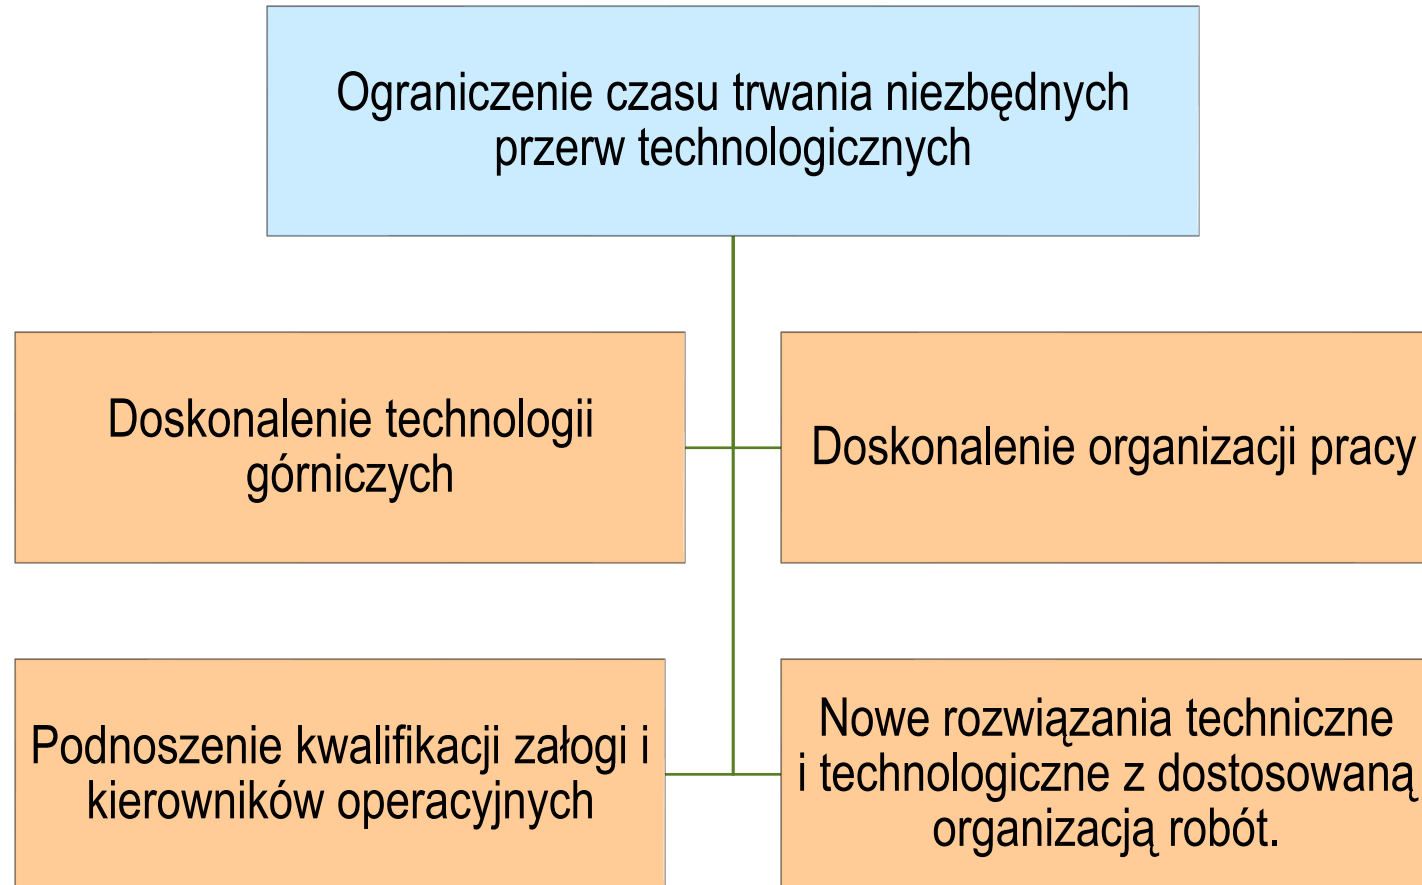 Ograniczenie czasu trwania niezbędnych
przerw technologicznych
Doskonalenie technologii
górniczych
Doskonalenie organizacji pracy
Podnoszenie kwalifikacji załogi i
kierowników operacyjnych
Nowe rozwiązania techniczne
i technologiczne z dostosowaną
organizacją robót.